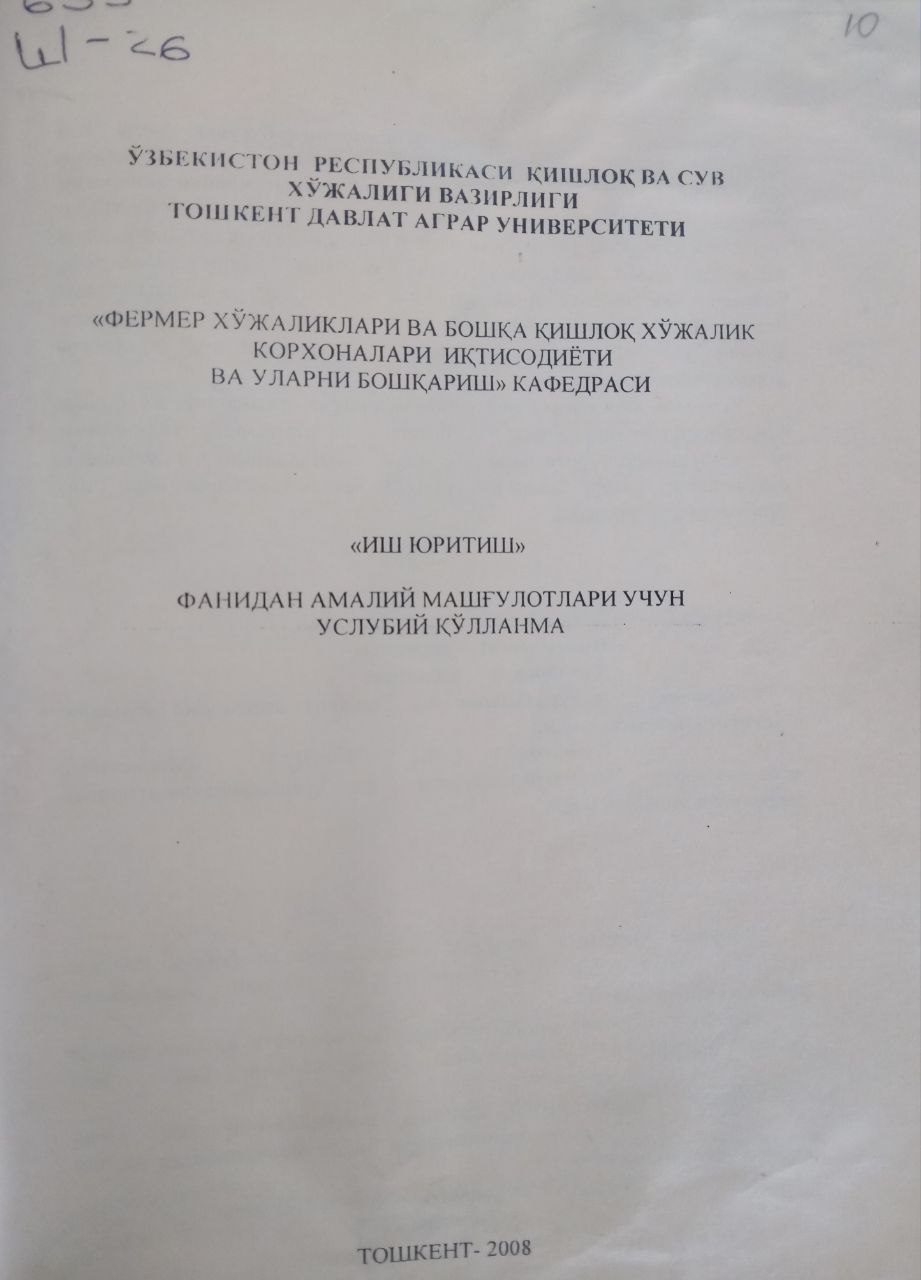 Ш-26
10
ЎЗБЕКИСТОН РЕСПУБЛИКАСИ ҚИШЛОҚ ВА СУВ
ХЎЖАЛИГИ ВАЗИРЛИГИ
ТОШКЕНТ ДАВЛАТ АГРАР УНИВЕРСИТЕТИ
«ФЕРМЕР ХЎЖАЛИКЛАРИ ВА БОШҚА ҚИШЛОҚ ХЎЖАЛИК
КОРХОНАЛАРИ ИҚТИСОДИЁТИ
ВА УЛАРНИ БОШҚАРИШ» КАФЕДРАСИ
«ИШ ЮРИТИШ»
ФАНИДАН АМАЛИЙ МАШҒУЛОТЛАРИ УЧУН
УСЛУБИЙ ҚЎЛЛАНМА
ТОШКЕНТ- 2008